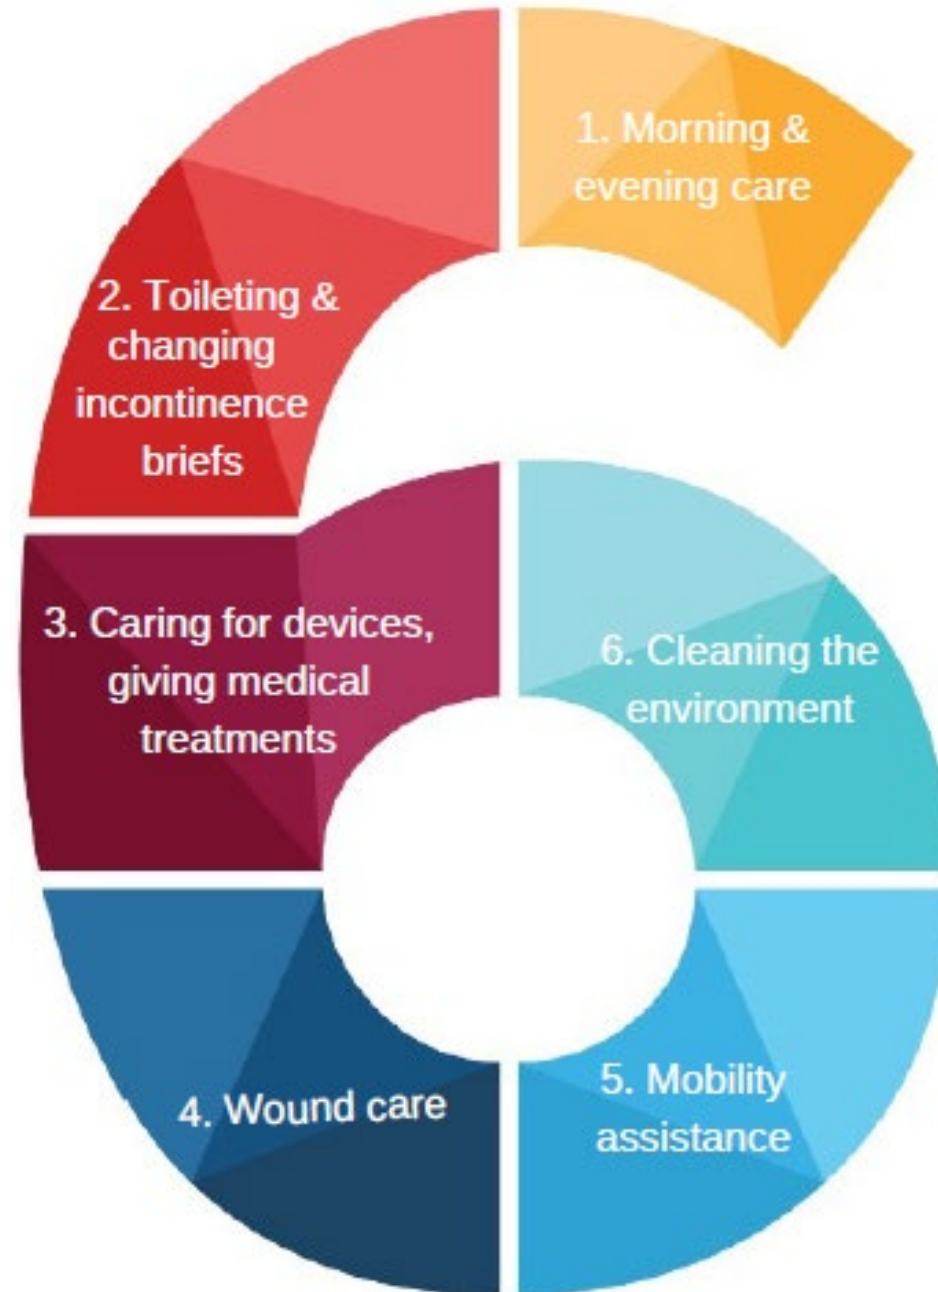 1. Morning &
evening care
2. Toileting &
changing
incontinence
briefs
3. Caring for devices,
giving medical
treatments
4. Wound care
5. Mobility
assistance
6. Cleaning the
environment